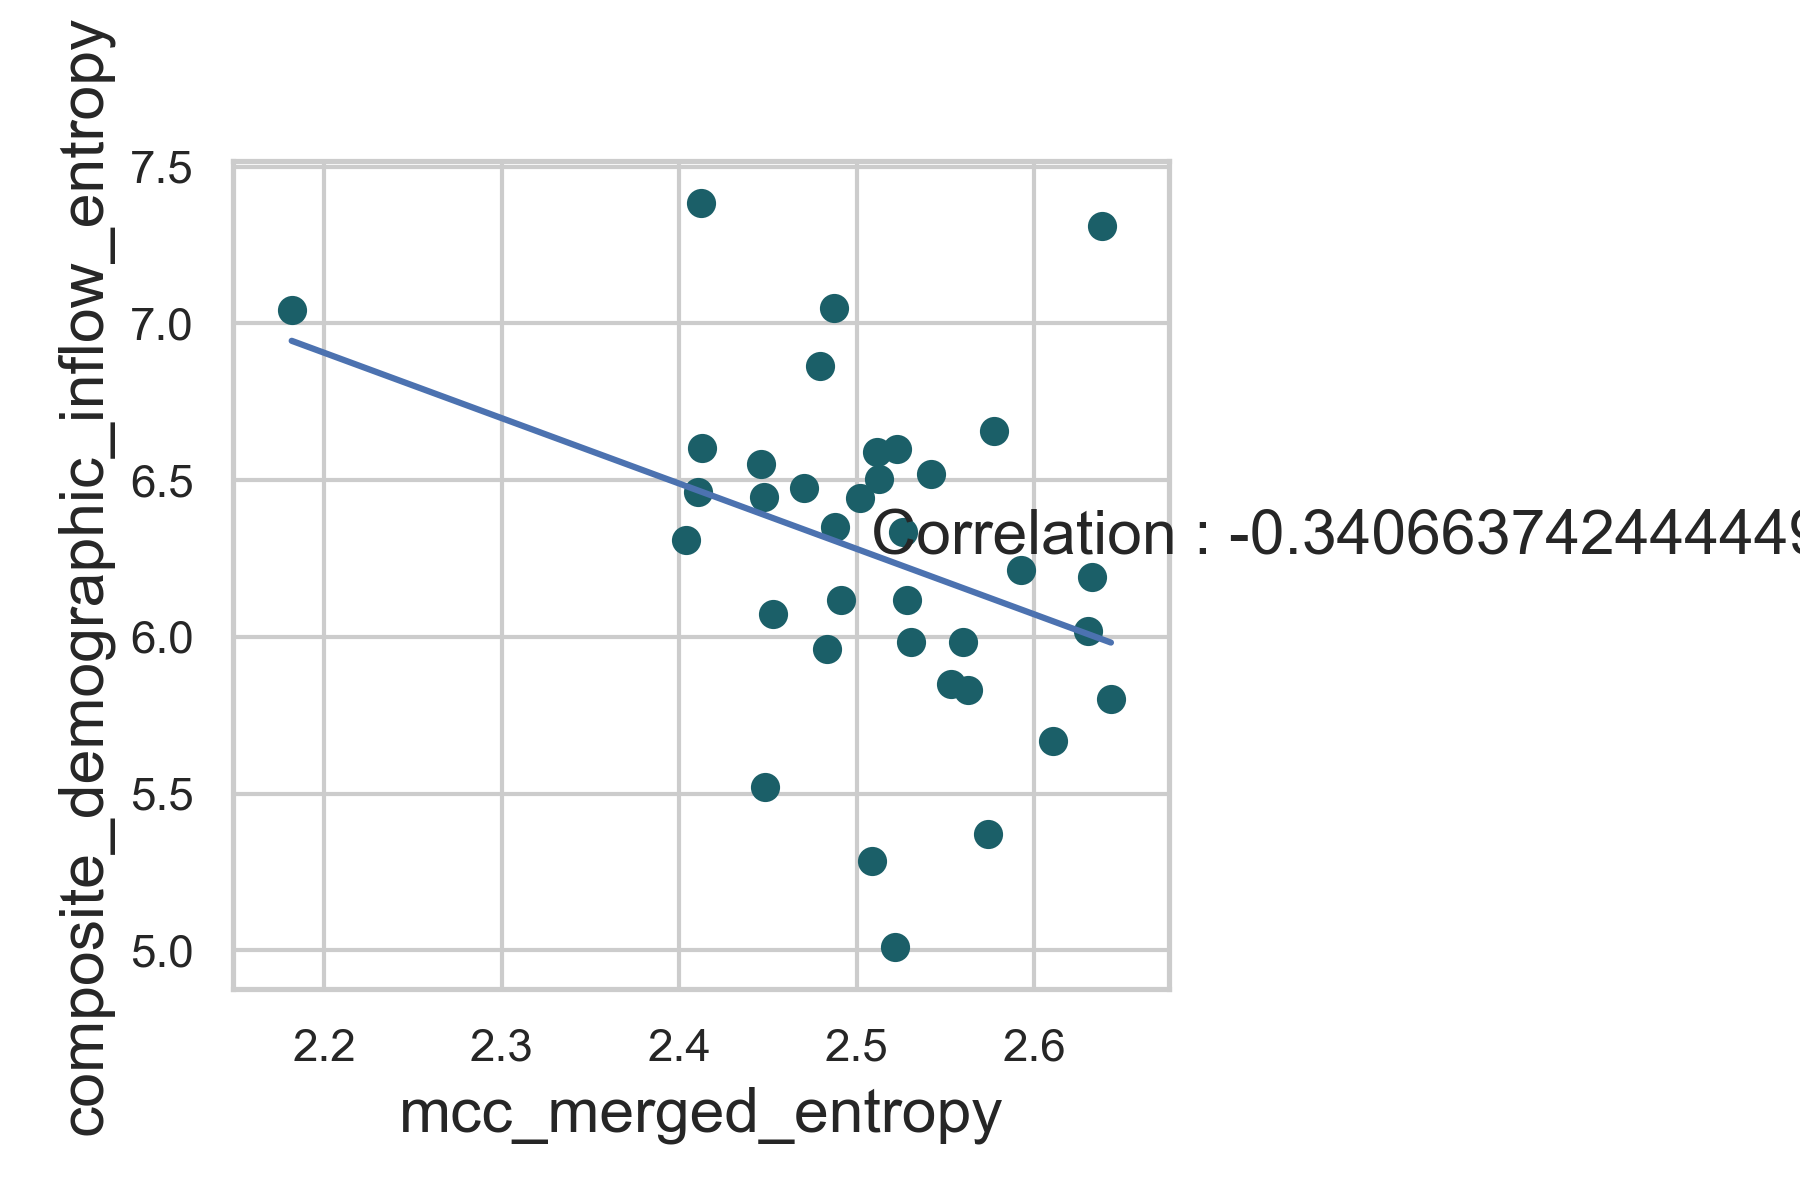 composite_demographic_inflow_entropy
7.5
7.0
6.5
6.0
5.5
5.0
Correlation : -0.3406637424444449
2.2 2.3 2.4 2.5 2.6
mcc_merged_entropy